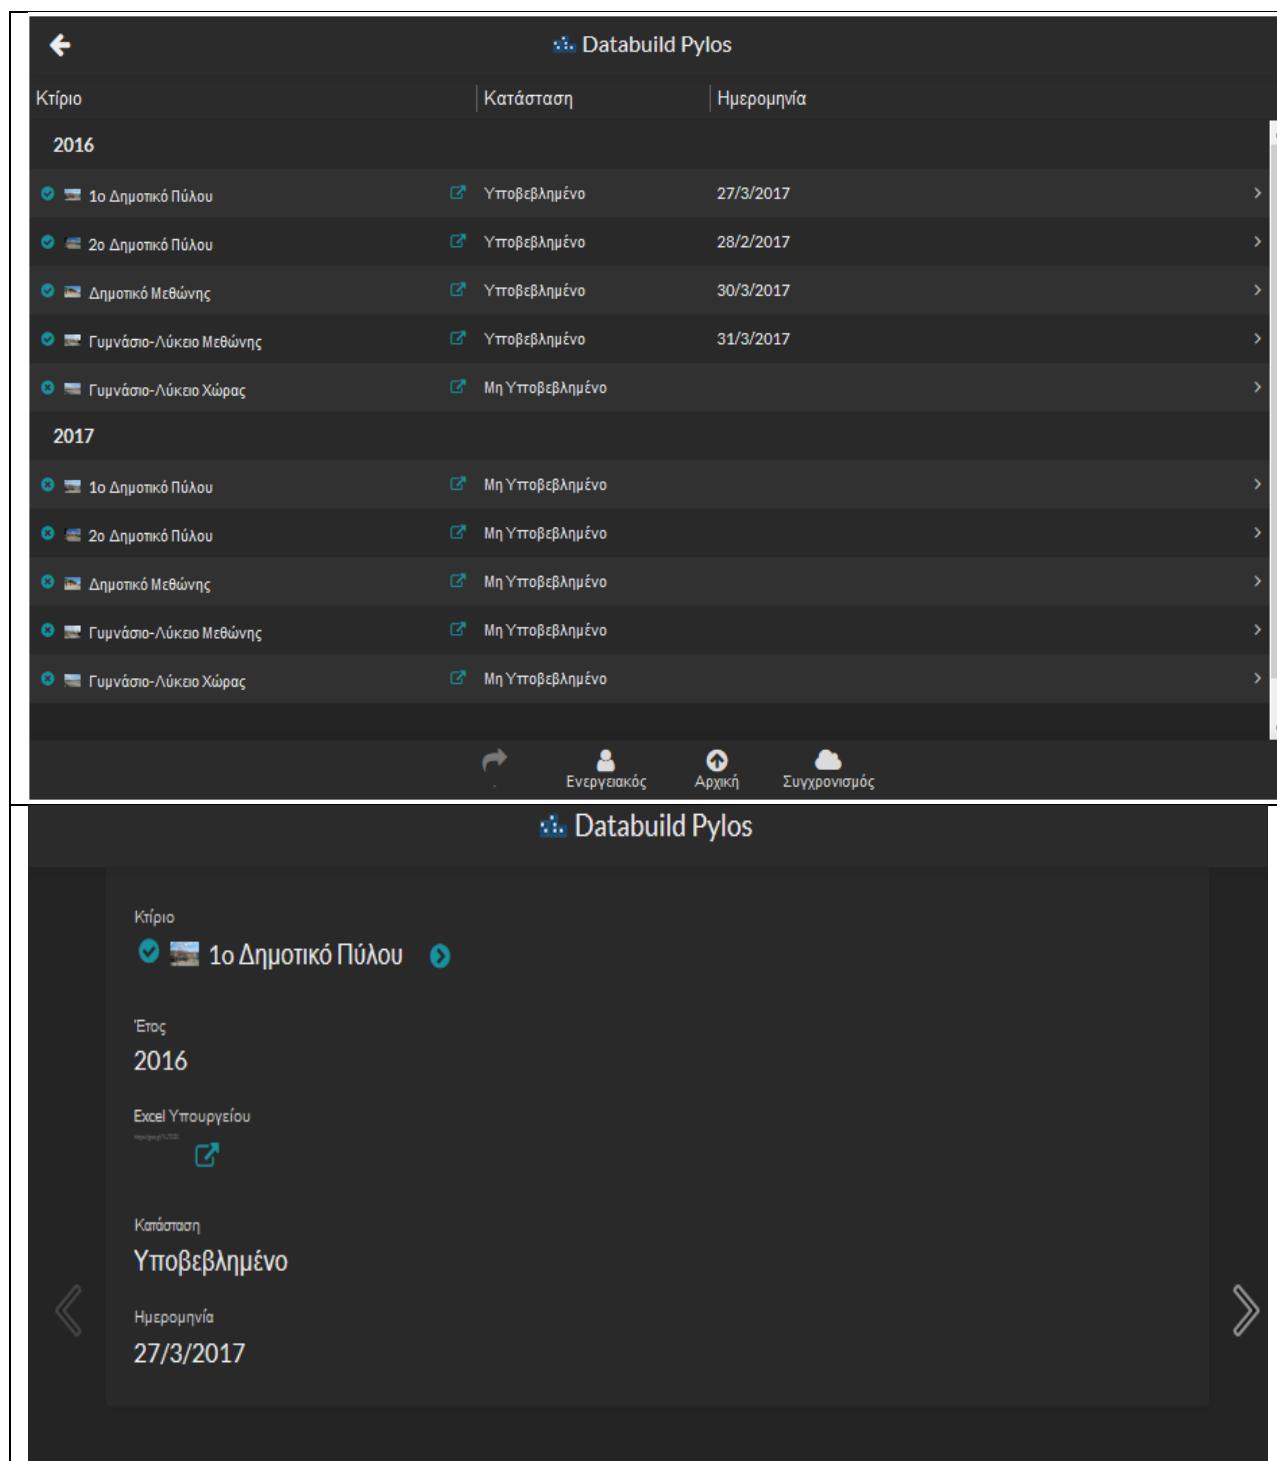 Databuild Pylos
Κτίριο Κατάσταση Ημερομηνία
2016
1ο Δημοτικό Πύλου Υποβεβλημένο 27/3/2017
2ο Δημοτικό Πύλου Υποβεβλημένο 28/2/2017
Δημοτικό Μεθώνης Υποβεβλημένο 30/3/2017
Γυμνάσιο-Λύκειο Μεθώνης Υποβεβλημένο 31/3/2017
Γυμνάσιο-Λύκειο Χώρας Μη Υποβεβλημένο
2017
1ο Δημοτικό Πύλου Μη Υποβεβλημένο
2ο Δημοτικό Πύλου Μη Υποβεβλημένο
Δημοτικό Μεθώνης Μη Υποβεβλημένο
Γυμνάσιο-Λύκειο Μεθώνης Μη Υποβεβλημένο
Γυμνάσιο-Λύκειο Χώρας Μη Υποβεβλημένο
Ενεργειακός Αρχική Συγχρονισμός
Databuild Pylos
Κτίριο
1ο Δημοτικό Πύλου
Έτος
2016
Excel Υπουργείου
Κατάσταση
Υποβεβλημένο
Ημερομηνία
27/3/2017